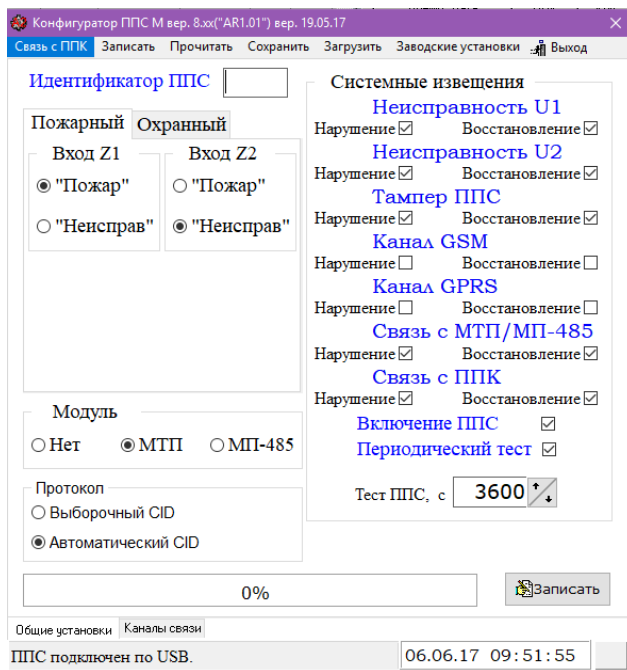 Конфигуратор ППС М вер. 8.xx("AR1.01") вер. 19.05.17
Связь с ППК Записать Прочитать Сохранить Загрузить Заводские установки Выход
Идентификатор ППС
Пожарный Охранный
Вход Z1 Вход Z2
"Пожар" "Пожар"
"Неисправ" "Неисправ"
Модуль
Нет МТП МП-485
Протокол
Выборочный CID
Автоматический CID
Системные извещения
Неисправность U1
Нарушение Восстановление
Неисправность U2
Нарушение Восстановление
Тампер ППС
Нарушение Восстановление
Канал GSM
Нарушение Восстановление
Канал GPRS
Нарушение Восстановление
Связь с МТП/МП-485
Нарушение Восстановление
Связь с ППК
Нарушение Восстановление
Включение ППС
Периодический тест
Тест ППС, с 3600
0%
Записать
Общие установки Каналы связи
ППС подключен по USB. 06.06.17 09:51:55